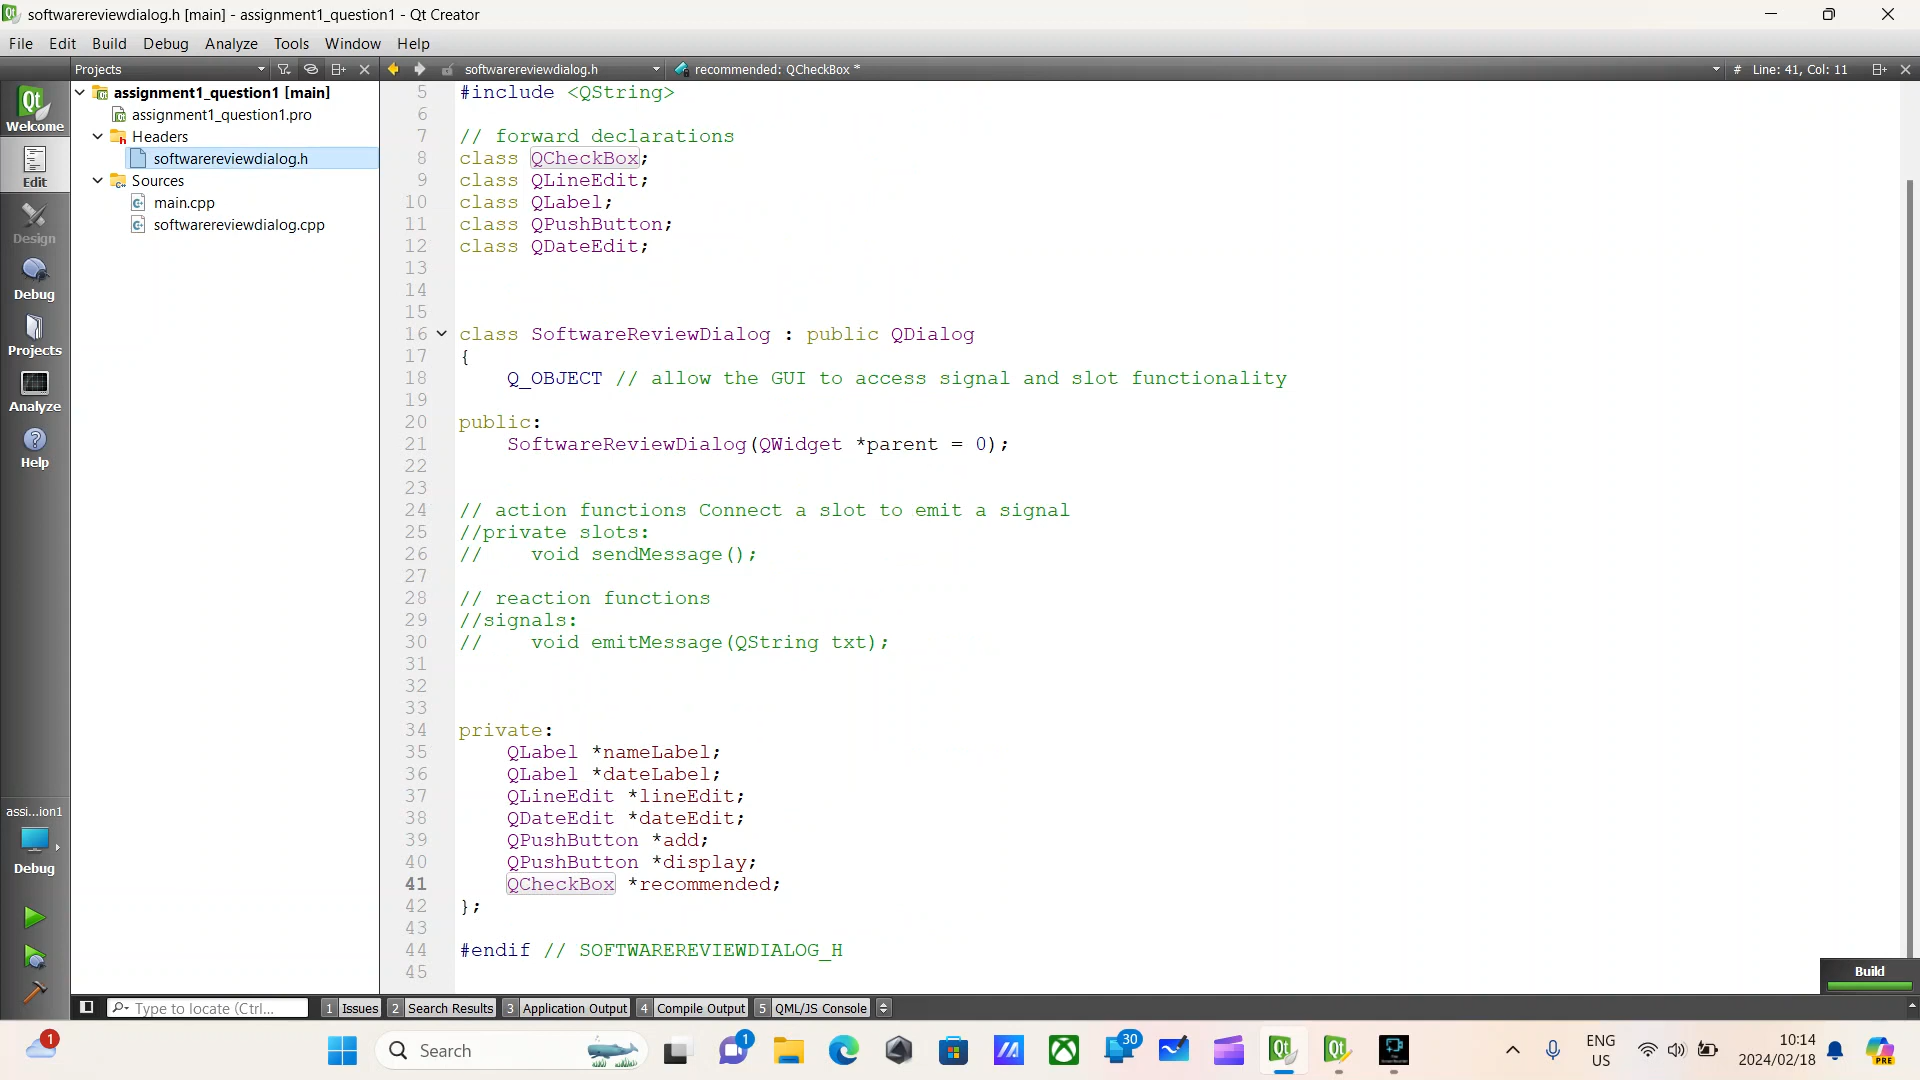 softwarereviewdialog.h [main] - assignment1_question1 - Qt Creator
File Edit Build Debug Analyze Tools Window Help
Projects softwarereviewdialog.h recommended: QCheckBox * # Line: 41, Col: 11
Welcome
Edit
Design
Debug
Projects
Analyze
Help
assi...ion1
Debug
assignment1_question1 [main]
assignment1_question1.pro
Headers
softwarereviewdialog.h
Sources
main.cpp
softwarereviewdialog.cpp
5 #include <QString>
6
7 // forward declarations
8 class QCheckBox;
9 class QLineEdit;
10 class QLabel;
11 class QPushButton;
12 class QDateEdit;
13
14
15
16 class SoftwareReviewDialog : public QDialog
17 {
18 Q_OBJECT // allow the GUI to access signal and slot functionality
19
20 public:
21 SoftwareReviewDialog(QWidget *parent = 0);
22
23
24 // action functions Connect a slot to emit a signal
25 //private slots:
26 // void sendMessage();
27
28 // reaction functions
29 //signals:
30 // void emitMessage(QString txt);
31
32
33
34 private:
35 QLabel *nameLabel;
36 QLabel *dateLabel;
37 QLineEdit *lineEdit;
38 QDateEdit *dateEdit;
39 QPushButton *add;
40 QPushButton *display;
41 QCheckBox *recommended;
42 };
43
44 #endif // SOFTWAREREVIEWDIALOG_H
45
Build
Type to locate (Ctrl... 1 Issues 2 Search Results 3 Application Output 4 Compile Output 5 QML/JS Console
1 Search 1 30 ENG US 10:14 2024/02/18 PRE